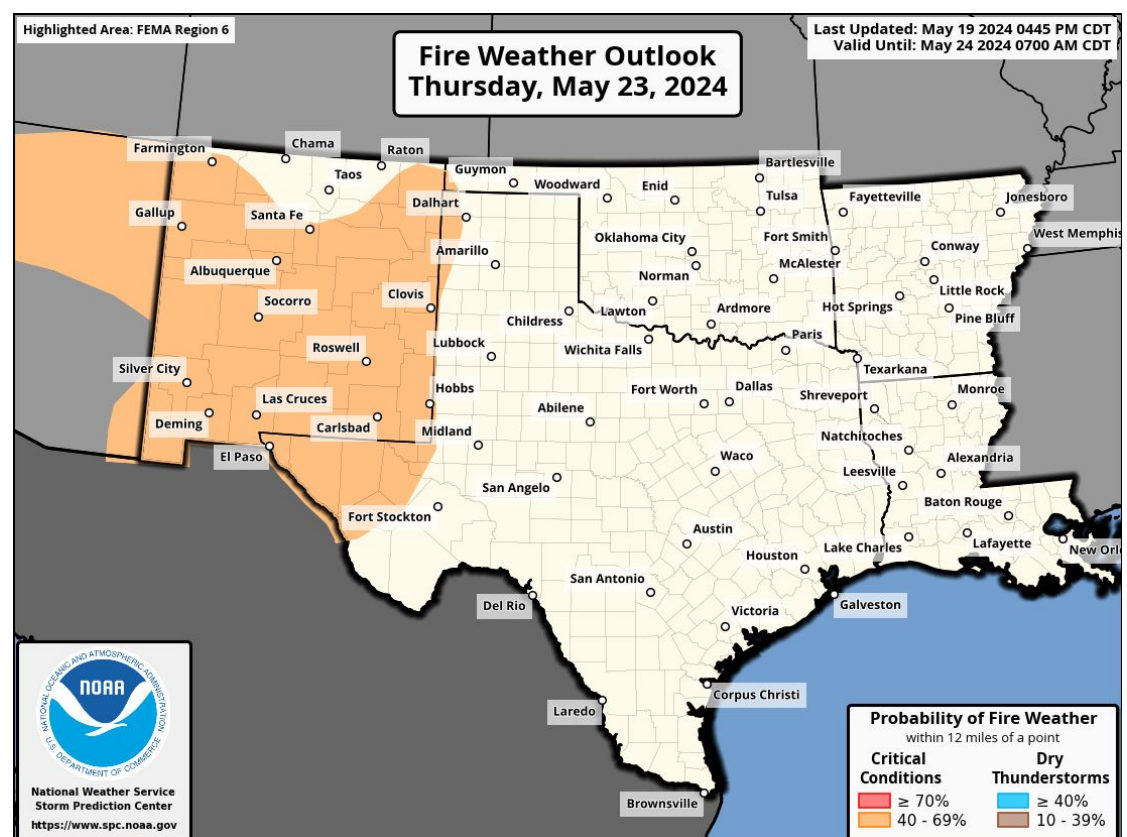 Highlighted Area: FEMA Region 6
Last Updated: May 19 2024 0445 PM CDT
Valid Until: May 24 2024 0700 AM CDT
Fire Weather Outlook
Thursday, May 23, 2024
Farmington
Chama
Raton
Taos
Guymon
Woodward
Enid
Bartlesville
Tulsa
Fayetteville
Jonesboro
Gallup
Santa Fe
Dalhart
Oklahoma City
Fort Smith
West Memphis
Albuquerque
Amarillo
Norman
McAlester
Conway
Socorro
Clovis
Childress
Lawton
Ardmore
Hot Springs
Little Rock
Pine Bluff
Roswell
Lubbock
Wichita Falls
Paris
Texarkana
Silver City
Las Cruces
Hobbs
Fort Worth
Dallas
Shreveport
Monroe
Deming
Carlsbad
Midland
Abilene
Natchitoches
El Paso
Waco
Leesville
Alexandria
San Angelo
Fort Stockton
Baton Rouge
Austin
Houston
Lake Charles
Lafayette
New Orl
San Antonio
Del Rio
Victoria
Galveston
Laredo
Corpus Christi
Brownsville
NATIONAL OCEANIC AND ATMOSPHERIC ADMINISTRATION
NOAA
U.S. DEPARTMENT OF COMMERCE
National Weather Service
Storm Prediction Center
https://www.spc.noaa.gov
Probability of Fire Weather
within 12 miles of a point
Critical Conditions
≥ 70%
40 - 69%
Dry Thunderstorms
≥ 40%
10 - 39%